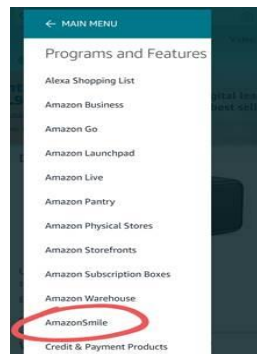 ← MAIN MENU
Programs and Features
Alexa Shopping List
Amazon Business
Amazon Go
Amazon Launchpad
Amazon Live
Amazon Pantry
Amazon Physical Stores
Amazon Storefronts
Amazon Subscription Boxes
Amazon Warehouse
AmazonSmile
Credit & Payment Products